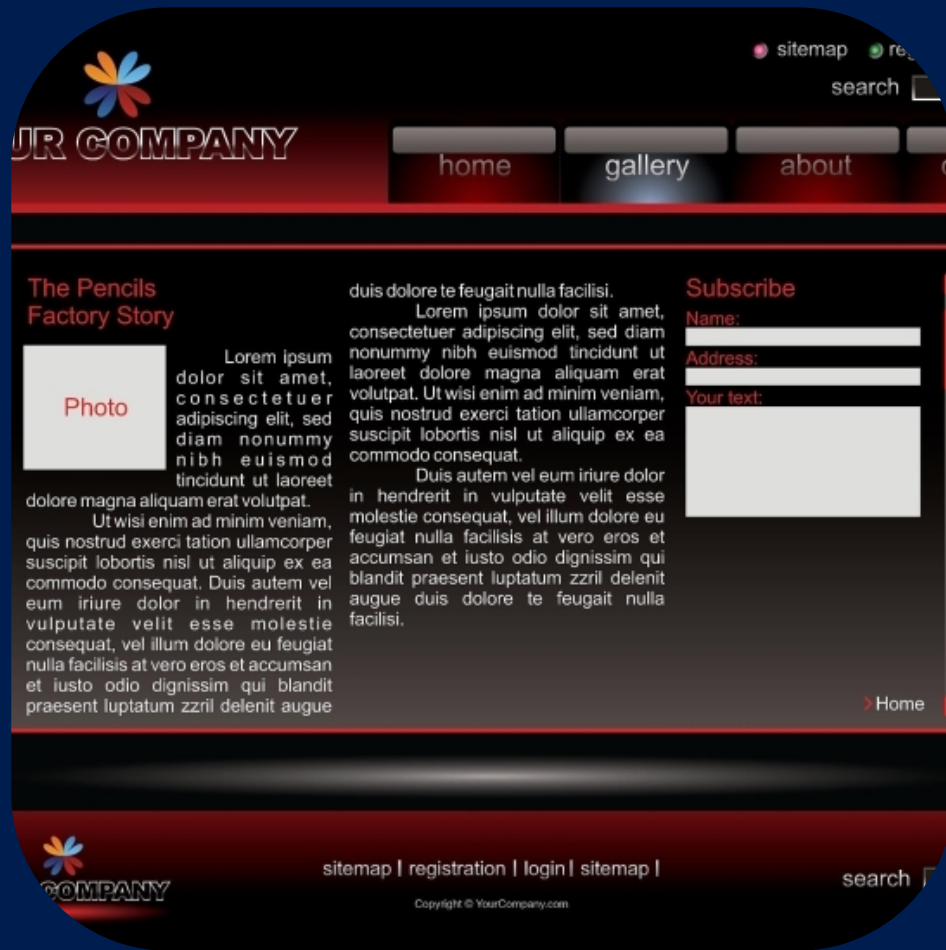 sitemap
search
UR COMPANY
home
gallery
about
The Pencils
Factory Story
Photo
Lorem ipsum
dolor sit amet,
consectetuer
adipiscing elit, sed
diam nonummy
nibh euismod
tincidunt ut laoreet
dolore magna aliquam erat volutpat.
Ut wisi enim ad minim veniam,
quis nostrud exerci tation ullamcorper
suscipit lobortis nisl ut aliquip ex ea
commodo consequat. Duis autem vel
eum iriure dolor in hendrerit in
vulputate velit esse molestie
consequat, vel illum dolore eu feugiat
nulla facilisis at vero eros et accumsan
et iusto odio dignissim qui blandit
praesent luptatum zzril delenit augue
duis dolore te feugait nulla facilisi.
Lorem ipsum dolor sit amet,
consectetuer adipiscing elit, sed diam
nonummy nibh euismod tincidunt ut
laoreet dolore magna aliquam erat
volutpat. Ut wisi enim ad minim veniam,
quis nostrud exerci tation ullamcorper
suscipit lobortis nisl ut aliquip ex ea
commodo consequat.
Duis autem vel eum iriure dolor
in hendrerit in vulputate velit esse
molestie consequat, vel illum dolore eu
feugiat nulla facilisis at vero eros et
accumsan et iusto odio dignissim qui
blandit praesent luptatum zzril delenit
augue duis dolore te feugait nulla
facilisi.
Subscribe
Name:
Address:
Your text:
Home
COMPANY
sitemap | registration | login | sitemap |
search
Copyright © YourCompany.com